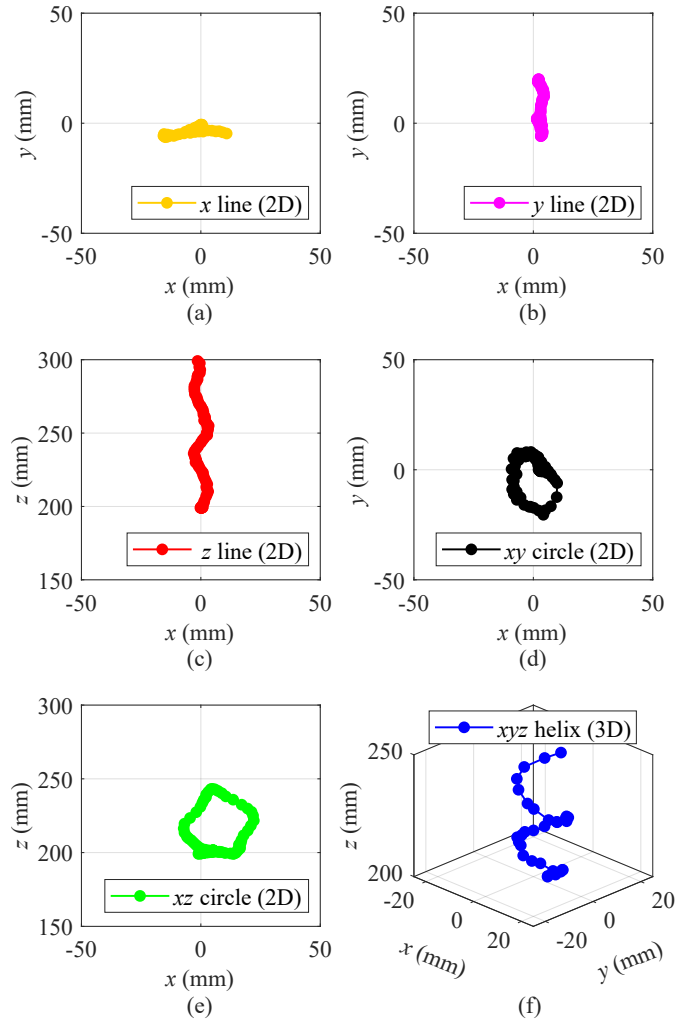 50
50
y (mm)
0
y (mm)
0
x line (2D)
y line (2D)
-50
-50
-50
0
50
-50
0
50
x (mm)
x (mm)
(a)
(b)
300
50
250
z (mm)
y (mm)
0
200
z line (2D)
xy circle (2D)
150
-50
-50
0
50
-50
0
50
x (mm)
x (mm)
(c)
(d)
300
xyz helix (3D)
250
250
z (mm)
z (mm)
200
200
xz circle (2D)
-20
20
0
0
150
x (mm)
20
-20
y (mm)
-50
0
50
x (mm)
(e)
(f)